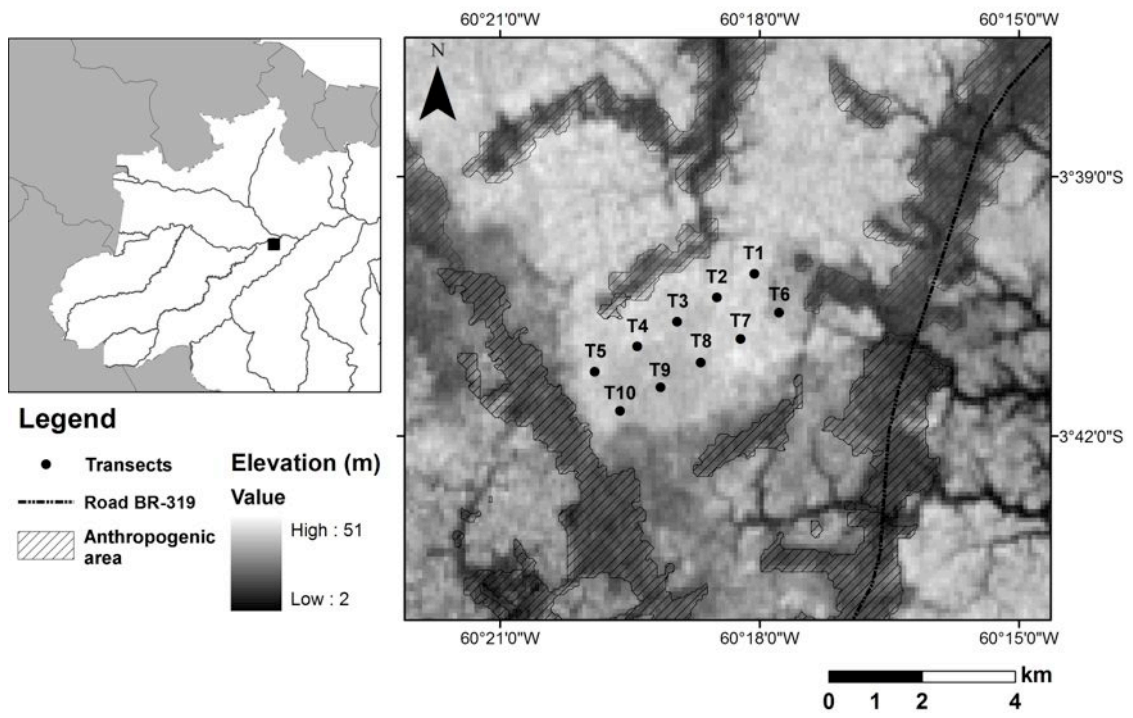 60°21'0"W 60°18'0"W 60°15'0"W
N
3°39'0"S
T1
T2
T6
T3
T7
T4
T8
T5
T9
T10
3°42'0"S
Legend
Transects
Road BR-319
Anthropogenic
area
Elevation (m)
Value
High : 51
Low : 2
60°21'0"W 60°18'0"W 60°15'0"W
km
0 1 2 4